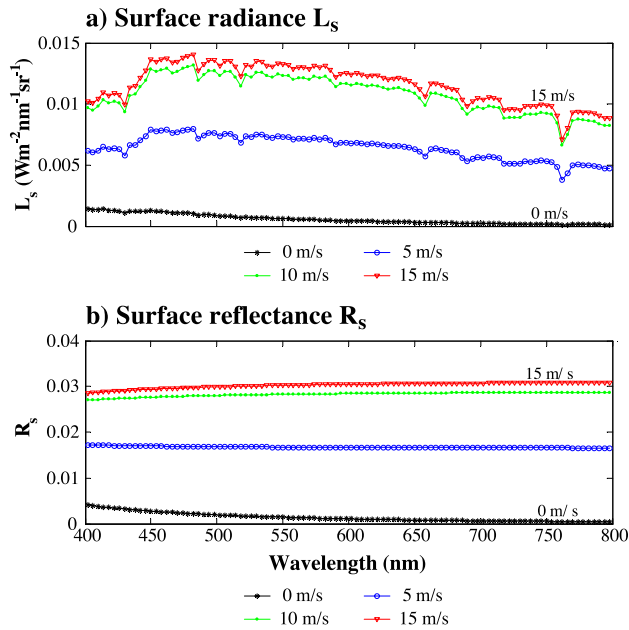 a) Surface radiance Ls
0.015
0.01
0.005
0
Ls (Wm-2nm-1sr-1)
15 m/s
0 m/s
0 m/s 5 m/s
10 m/s 15 m/s
b) Surface reflectance Rs
0.04
0.03
0.02
0.01
0
Rs
15 m/ s
0 m/ s
400 450 500 550 600 650 700 750 800
Wavelength (nm)
0 m/s 5 m/s
10 m/s 15 m/s